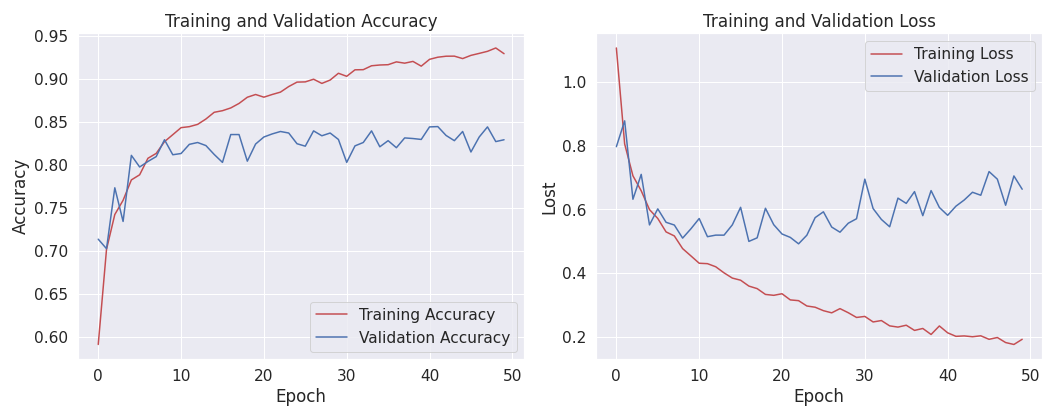 Training and Validation Accuracy
0.95
0.90
0.85
0.80
0.75
0.70
0.65
0.60
Accuracy
Training Accuracy
Validation Accuracy
0 10 20 30 40 50
Epoch
Training and Validation Loss
Training Loss
Validation Loss
1.0
0.8
0.6
0.4
0.2
Lost
0 10 20 30 40 50
Epoch